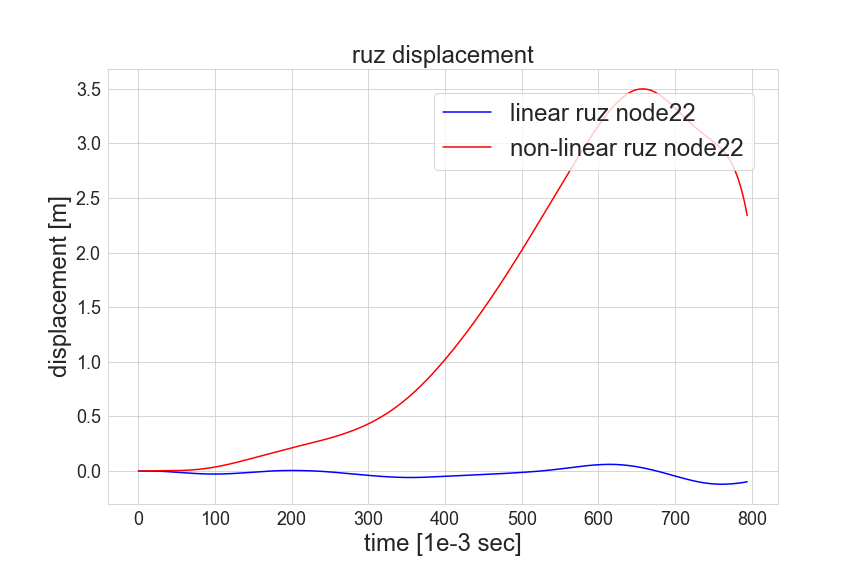 ruz displacement
linear ruz node22
non-linear ruz node22
displacement [m]
3.5
3.0
2.5
2.0
1.5
1.0
0.5
0.0
0 100 200 300 400 500 600 700 800
time [1e-3 sec]